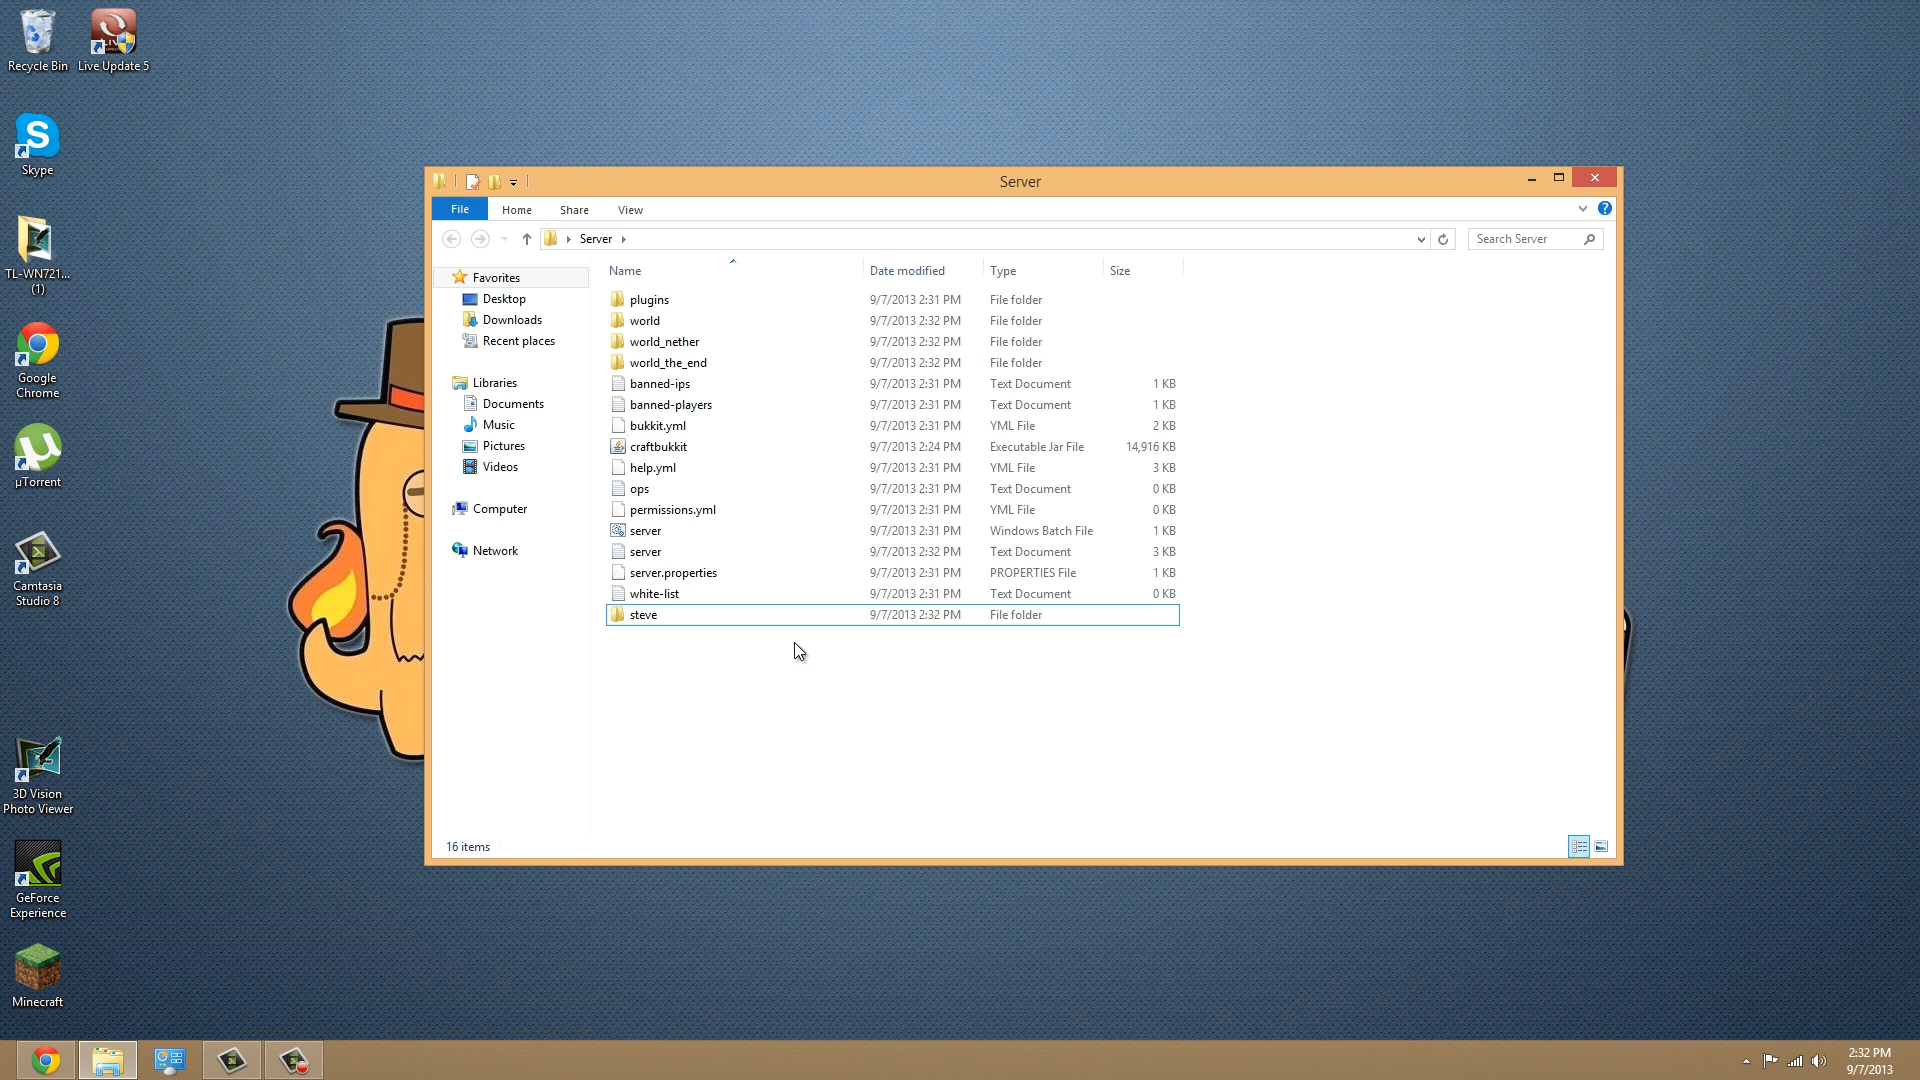 Recycle Bin
Live Update 5
Skype
TL-WN721...
(1)
Google
Chrome
µTorrent
Camtasia
Studio 8
3D Vision
Photo Viewer
GeForce
Experience
Minecraft
Server
File Home Share View
Server
Search Server
Favorites
Desktop
Downloads
Recent places
Libraries
Documents
Music
Pictures
Videos
Computer
Network
Name Date modified Type Size
plugins 9/7/2013 2:31 PM File folder
world 9/7/2013 2:32 PM File folder
world_nether 9/7/2013 2:32 PM File folder
world_the_end 9/7/2013 2:32 PM File folder
banned-ips 9/7/2013 2:31 PM Text Document 1 KB
banned-players 9/7/2013 2:31 PM Text Document 1 KB
bukkit.yml 9/7/2013 2:31 PM YML File 2 KB
craftbukkit 9/7/2013 2:24 PM Executable Jar File 14,916 KB
help.yml 9/7/2013 2:31 PM YML File 3 KB
ops 9/7/2013 2:31 PM Text Document 0 KB
permissions.yml 9/7/2013 2:31 PM YML File 0 KB
server 9/7/2013 2:31 PM Windows Batch File 1 KB
server 9/7/2013 2:32 PM Text Document 3 KB
server.properties 9/7/2013 2:31 PM PROPERTIES File 1 KB
white-list 9/7/2013 2:31 PM Text Document 0 KB
steve 9/7/2013 2:32 PM File folder
16 items
2:32 PM
9/7/2013